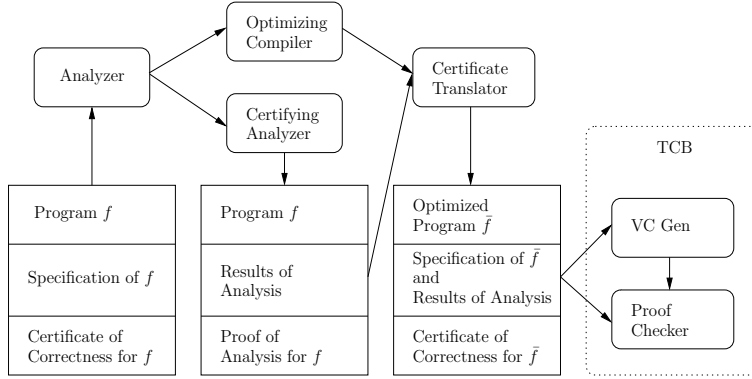 Optimizing
Compiler
Analyzer
Certificate
Translator
Certifying
Analyzer
TCB
Program f
Specification of f
Certificate of
Correctness for f
Program f
Results of
Analysis
Proof of
Analysis for f
Optimized
Program f̄
Specification of f̄
and
Results of Analysis
Certificate of
Correctness for f̄
VC Gen
Proof
Checker